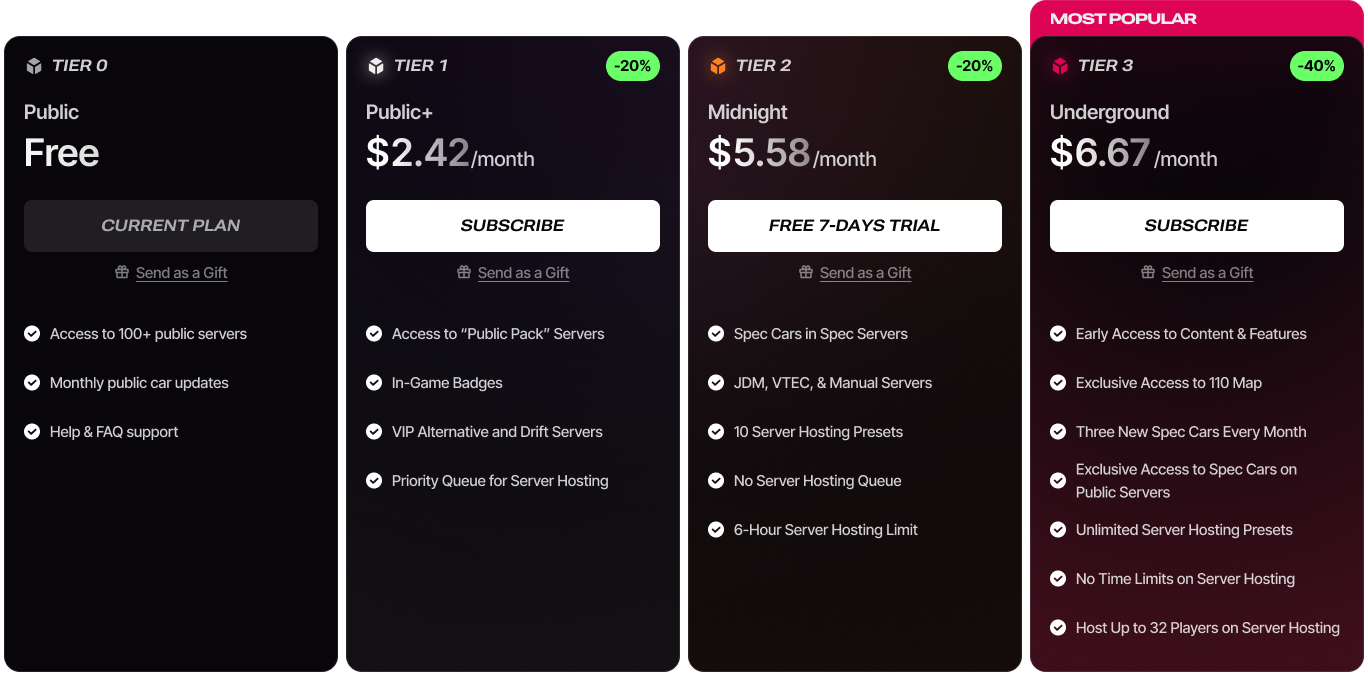 MOST POPULAR
TIER 0
Public
Free
CURRENT PLAN
Send as a Gift
Access to 100+ public servers
Monthly public car updates
Help & FAQ support
TIER 1
-20%
Public+
$2.42/month
SUBSCRIBE
Send as a Gift
Access to “Public Pack” Servers
In-Game Badges
VIP Alternative and Drift Servers
Priority Queue for Server Hosting
TIER 2
-20%
Midnight
$5.58/month
FREE 7-DAYS TRIAL
Send as a Gift
Spec Cars in Spec Servers
JDM, VTEC, & Manual Servers
10 Server Hosting Presets
No Server Hosting Queue
6-Hour Server Hosting Limit
TIER 3
-40%
Underground
$6.67/month
SUBSCRIBE
Send as a Gift
Early Access to Content & Features
Exclusive Access to 110 Map
Three New Spec Cars Every Month
Exclusive Access to Spec Cars on
Public Servers
Unlimited Server Hosting Presets
No Time Limits on Server Hosting
Host Up to 32 Players on Server Hosting